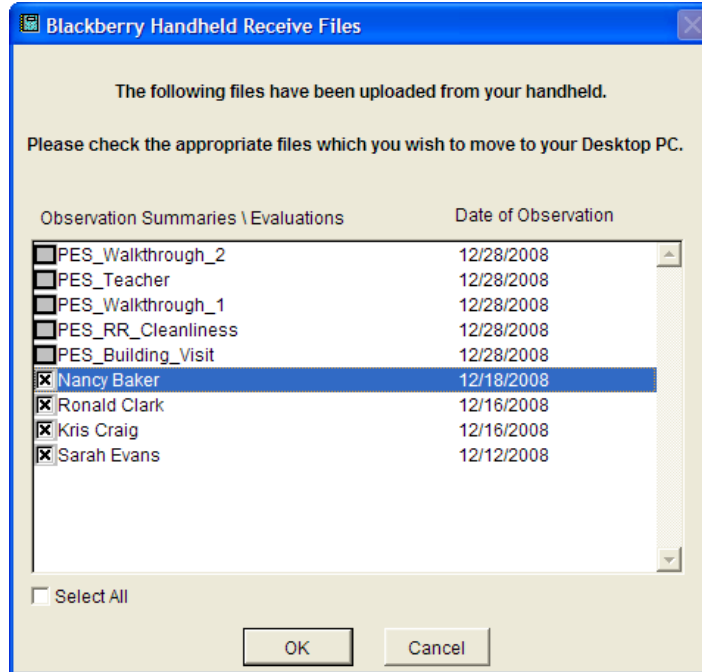 Blackberry Handheld Receive Files
The following files have been uploaded from your handheld.
Please check the appropriate files which you wish to move to your Desktop PC.
Observation Summaries \ Evaluations Date of Observation
PES_Walkthrough_2 12/28/2008
PES_Teacher 12/28/2008
PES_Walkthrough_1 12/28/2008
PES_RR_Cleanliness 12/28/2008
PES_Building_Visit 12/28/2008
Nancy Baker 12/18/2008
Ronald Clark 12/16/2008
Kris Craig 12/16/2008
Sarah Evans 12/12/2008
Select All
OK Cancel